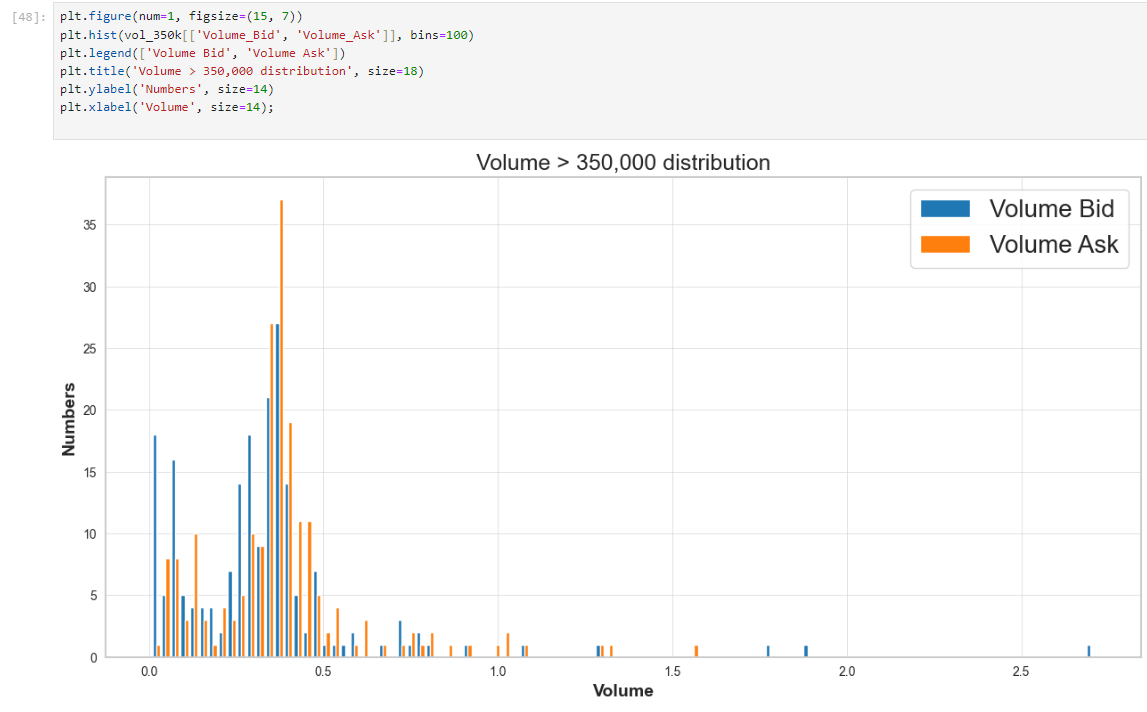 [48]: plt.figure(num=1, figsize=(15, 7))
plt.hist(vol_350k[['Volume_Bid', 'Volume_Ask']], bins=100)
plt.legend(['Volume Bid', 'Volume Ask'])
plt.title('Volume > 350,000 distribution', size=18)
plt.ylabel('Numbers', size=14)
plt.xlabel('Volume', size=14);
Volume > 350,000 distribution
Volume Bid
Volume Ask
Numbers
35
30
25
20
15
10
5
0
0.0 0.5 1.0 1.5 2.0 2.5
Volume